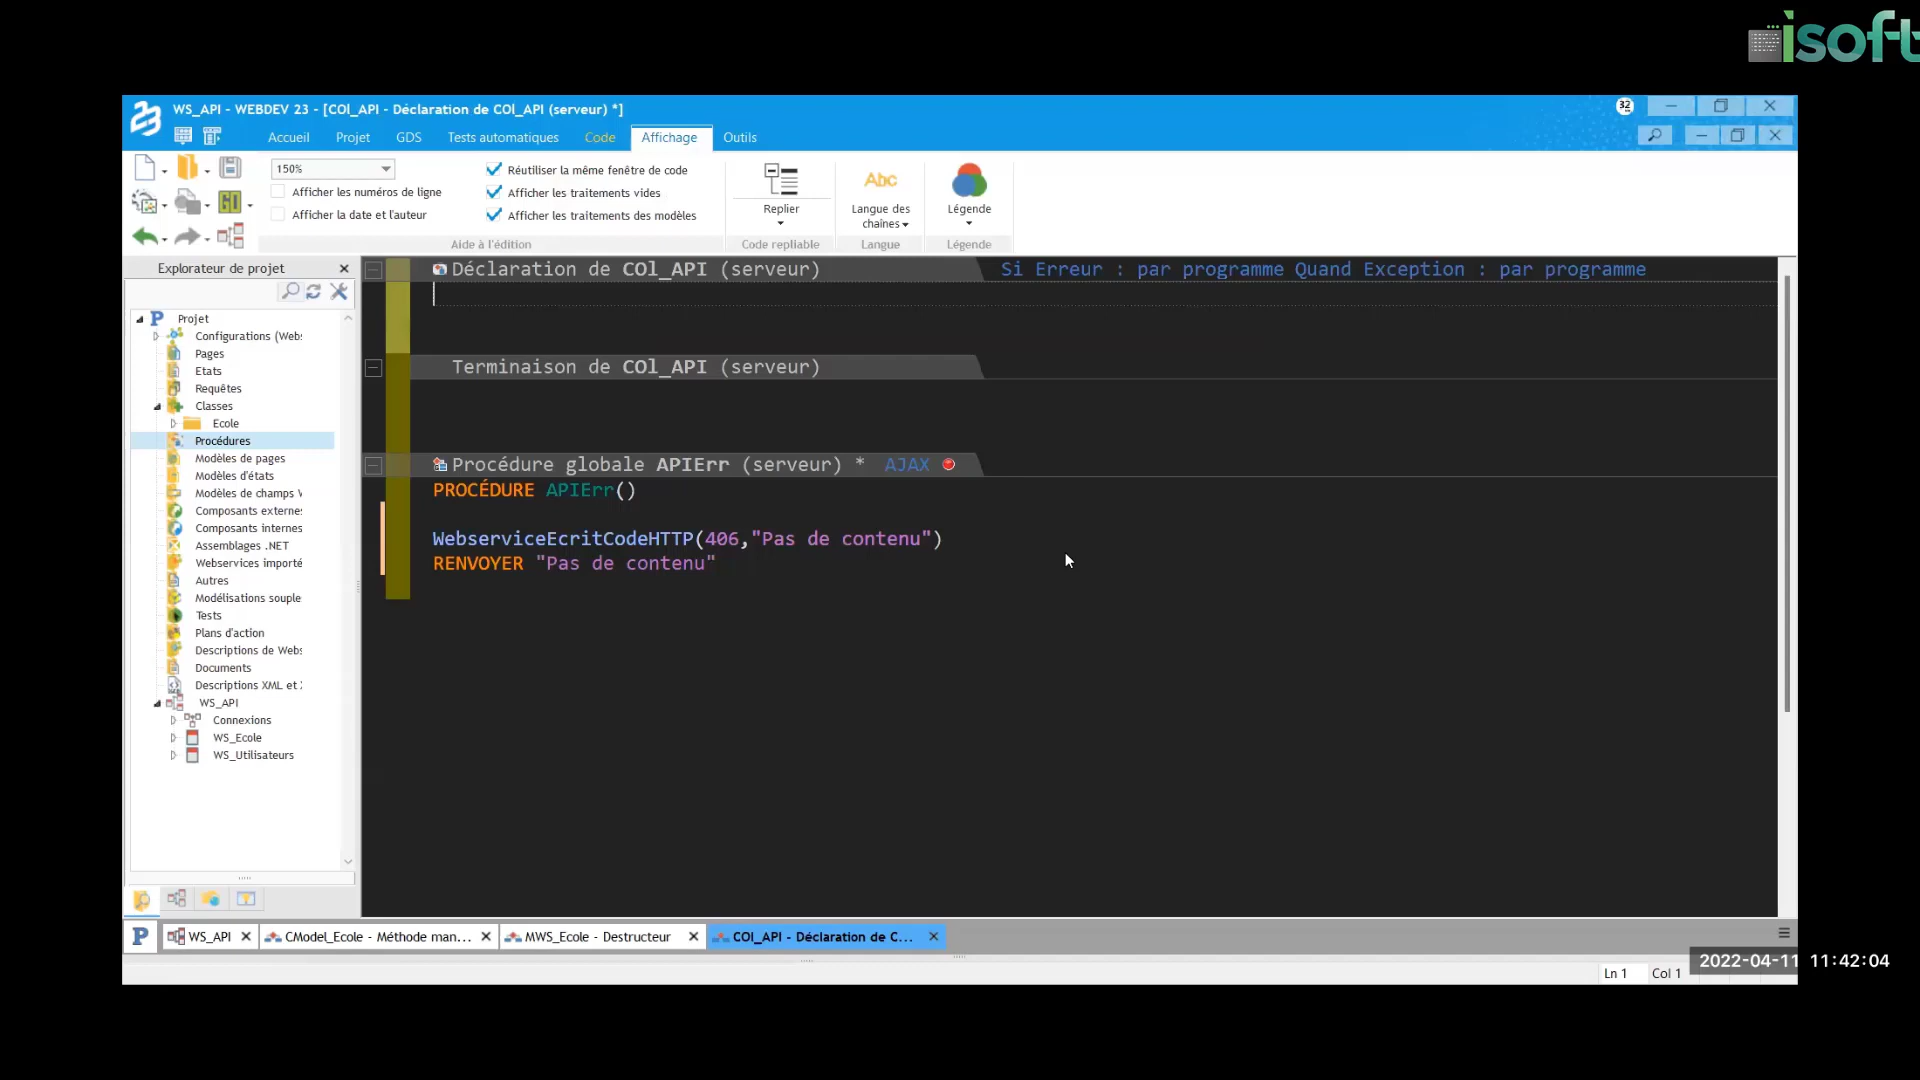 isoft
WS_API - WEBDEV 23 - [COl_API - Déclaration de COl_API (serveur) *]
32
Accueil Projet GDS Tests automatiques Code Affichage Outils
150%
Afficher les numéros de ligne
Afficher la date et l'auteur
Réutiliser la même fenêtre de code
Afficher les traitements vides
Afficher les traitements des modèles
Aide à l'édition
Replier
Code repliable
Abc
Langue des
chaînes
Langue
Légende
Légende
GO
Explorateur de projet
Projet
Configurations (Webs
Pages
Etats
Requêtes
Classes
Ecole
Procédures
Modèles de pages
Modèles d'états
Modèles de champs W
Composants externes
Composants internes
Assemblages .NET
Webservices importé
Autres
Modélisations souple
Tests
Plans d'action
Descriptions de Webs
Documents
Descriptions XML et X
WS_API
Connexions
WS_Ecole
WS_Utilisateurs
Déclaration de COl_API (serveur) Si Erreur : par programme Quand Exception : par programme
Terminaison de COl_API (serveur)
Procédure globale APIErr (serveur) * AJAX
PROCÉDURE APIErr()
WebserviceEcritCodeHTTP(406,"Pas de contenu")
RENVOYER "Pas de contenu"
WS_API
CModel_Ecole - Méthode man...
MWS_Ecole - Destructeur
COl_API - Déclaration de C...
2022-04-11 11:42:04
Ln 1 Col 1